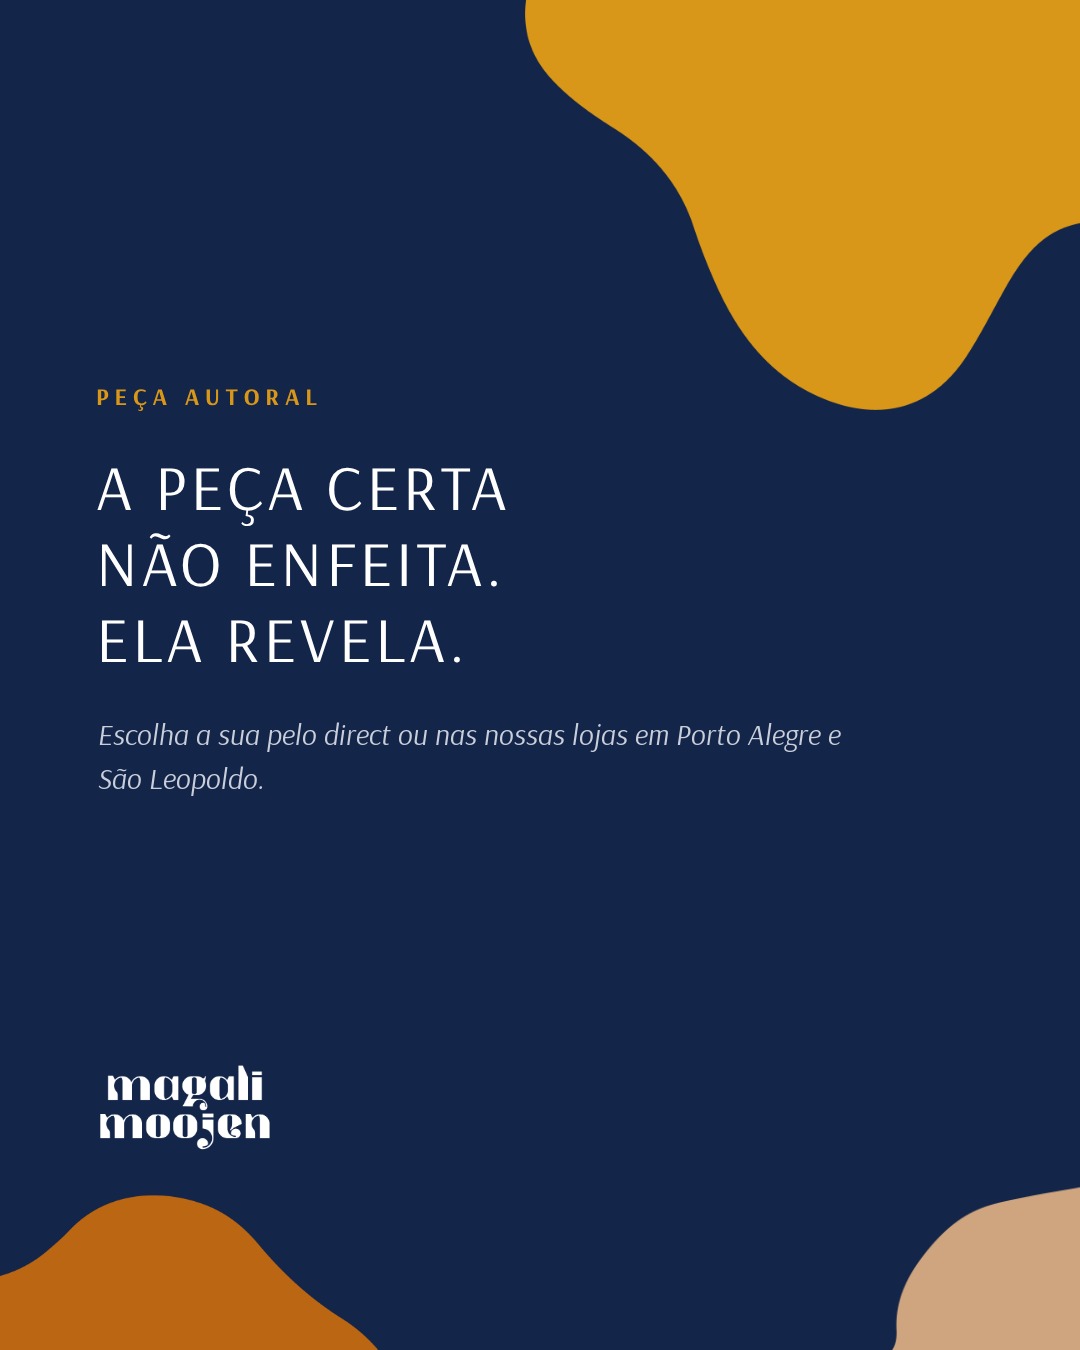 PEÇA AUTORAL
A PEÇA CERTA
NÃO ENFEITA.
ELA REVELA.
Escolha a sua pelo direct ou nas nossas lojas em Porto Alegre e
São Leopoldo.
magali
moojen